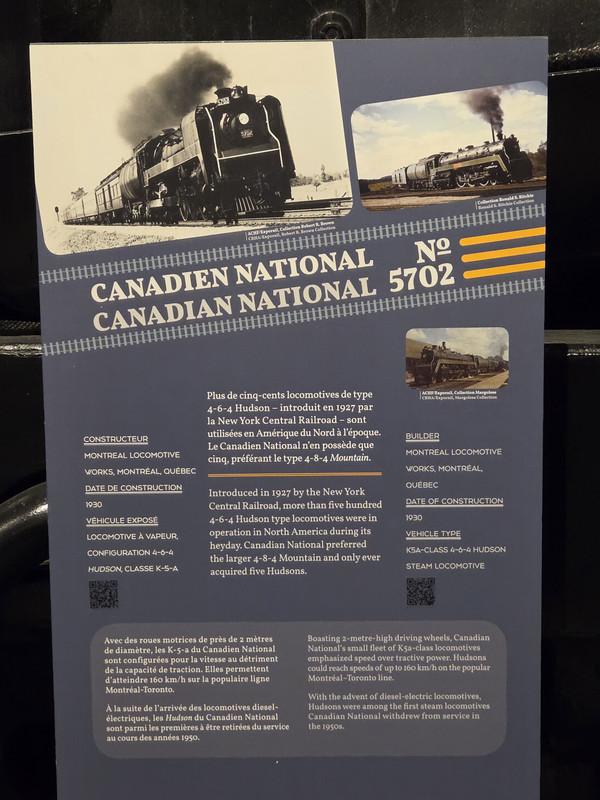 ACHF/Exporail, Collection Robert R. Brown
CRHA/Exporail, Robert R. Brown Collection
Collection Ronald S. Ritchie
Ronald S. Ritchie Collection
CANADIEN NATIONAL
CANADIAN NATIONAL
Nº
5702
ACHF/Exporail, Collection Margolese
CRHA/Exporail, Margolese Collection
CONSTRUCTEUR
MONTREAL LOCOMOTIVE
WORKS, MONTRÉAL, QUÉBEC
DATE DE CONSTRUCTION
1930
VÉHICULE EXPOSÉ
LOCOMOTIVE À VAPEUR,
CONFIGURATION 4-6-4
HUDSON, CLASSE K-5-A
Plus de cinq-cents locomotives de type
4-6-4 Hudson – introduit en 1927 par
la New York Central Railroad – sont
utilisées en Amérique du Nord à l'époque.
Le Canadien National n'en possède que
cinq, préférant le type 4-8-4 Mountain.
Introduced in 1927 by the New York
Central Railroad, more than five hundred
4-6-4 Hudson type locomotives were in
operation in North America during its
heyday. Canadian National preferred
the larger 4-8-4 Mountain and only ever
acquired five Hudsons.
BUILDER
MONTREAL LOCOMOTIVE
WORKS, MONTRÉAL,
QUÉBEC
DATE OF CONSTRUCTION
1930
VEHICLE TYPE
K5A-CLASS 4-6-4 HUDSON
STEAM LOCOMOTIVE
Avec des roues motrices de près de 2 mètres
de diamètre, les K-5-a du Canadien National
sont configurées pour la vitesse au détriment
de la capacité de traction. Elles permettent
d'atteindre 160 km/h sur la populaire ligne
Montréal-Toronto.
À la suite de l'arrivée des locomotives diesel-
électriques, les Hudson du Canadien National
sont parmi les premières à être retirées du service
au cours des années 1950.
Boasting 2-metre-high driving wheels, Canadian
National's small fleet of K5a-class locomotives
emphasized speed over tractive power. Hudsons
could reach speeds of up to 160 km/h on the popular
Montréal–Toronto line.
With the advent of diesel-electric locomotives,
Hudsons were among the first steam locomotives
Canadian National withdrew from service in
the 1950s.